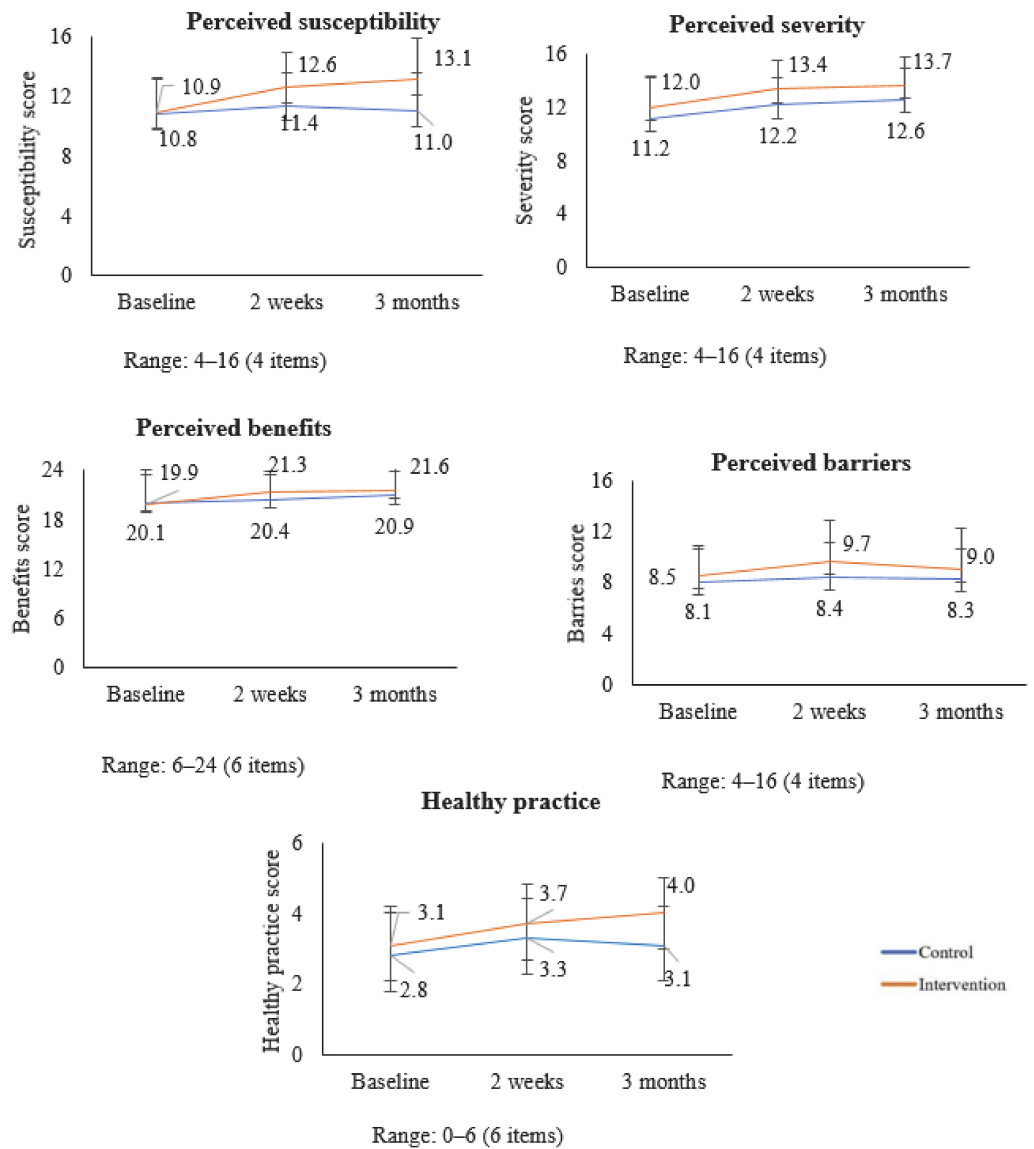 Perceived susceptibility
Susceptibility score
16
12
8
4
0
10.9
12.6
13.1
10.8
11.4
11.0
Baseline
2 weeks
3 months
Range: 4–16 (4 items)
Perceived severity
Severity score
16
12
8
4
0
12.0
13.4
13.7
11.2
12.2
12.6
Baseline
2 weeks
3 months
Range: 4–16 (4 items)
Perceived benefits
Benefits score
24
18
12
6
0
19.9
21.3
21.6
20.1
20.4
20.9
Baseline
2 weeks
3 months
Range: 6–24 (6 items)
Perceived barriers
Barries score
16
12
8
4
0
8.5
9.7
9.0
8.1
8.4
8.3
Baseline
2 weeks
3 months
Range: 4–16 (4 items)
Healthy practice
Healthy practice score
6
4
2
0
3.1
3.7
4.0
2.8
3.3
3.1
Baseline
2 weeks
3 months
Range: 0–6 (6 items)
Control
Intervention